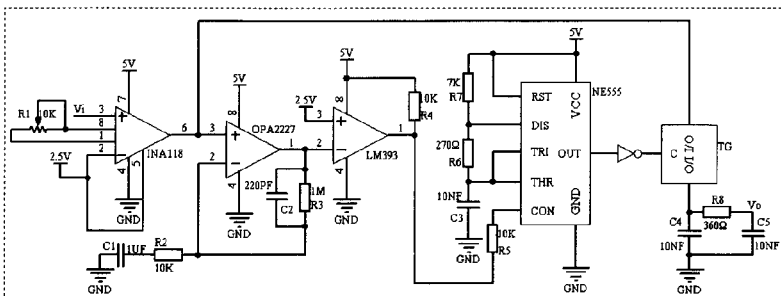 5V
7
R1
10K
Vi
3
8
1
2
6
INA118
2.5V
4
5
GND
5V
8
OPA2227
3
2
1
4
GND
220PF
C2
1M
R3
C1
1UF
R2
10K
GND
5V
2.5V
8
3
2
1
4
LM393
GND
10K
R4
5V
7K
R7
NE555
RST
VCC
DIS
270Ω
R6
TRI
OUT
THR
10NF
C3
CON
GND
GND
10K
R5
GND
C
O/I I/O
TG
R8
Vo
C4
360Ω
C5
10NF
10NF
GND